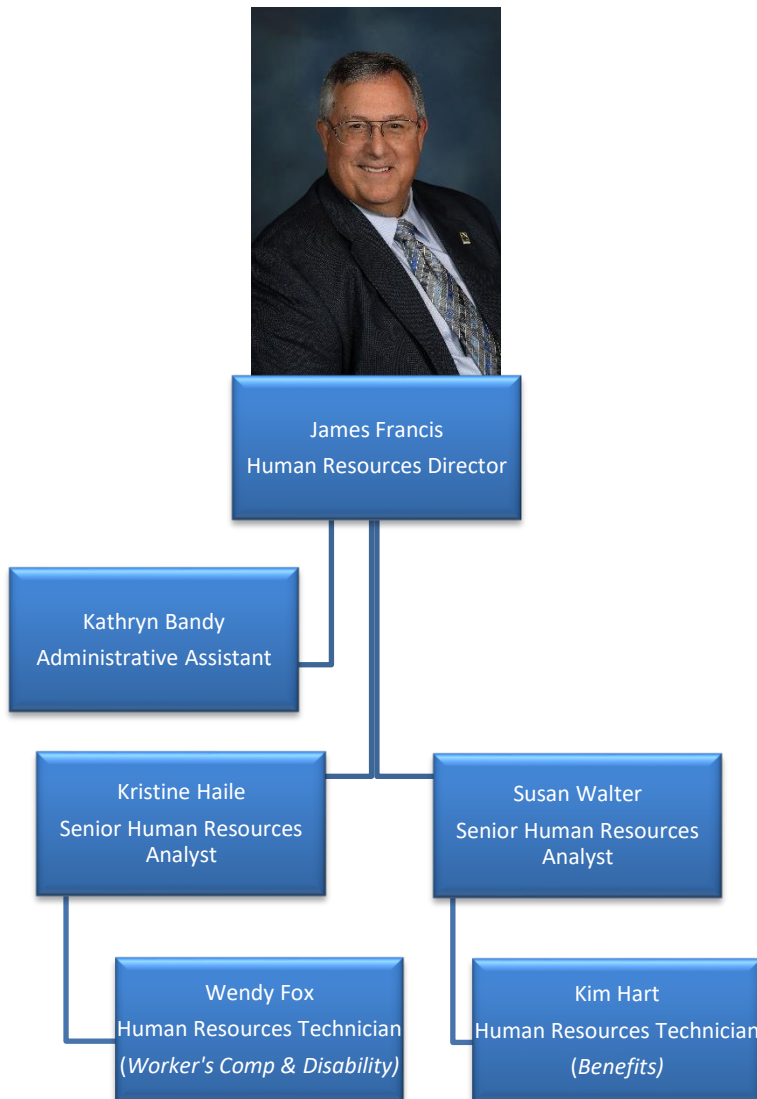 James Francis
Human Resources Director
Kathryn Bandy
Administrative Assistant
Kristine Haile
Senior Human Resources
Analyst
Susan Walter
Senior Human Resources
Analyst
Wendy Fox
Human Resources Technician
(Worker's Comp & Disability)
Kim Hart
Human Resources Technician
(Benefits)